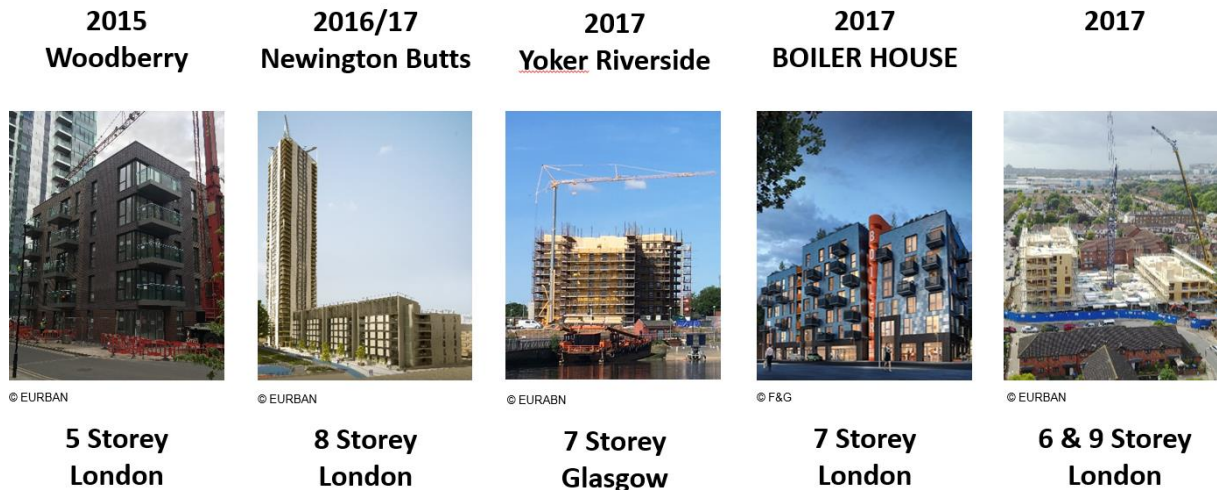 2015
Woodberry
2016/17
Newington Butts
2017
Yoker Riverside
2017
BOILER HOUSE
2017
© EURBAN
© EURBAN
© EURABN
© F&G
© EURBAN
5 Storey
London
8 Storey
London
7 Storey
Glasgow
7 Storey
London
6 & 9 Storey
London